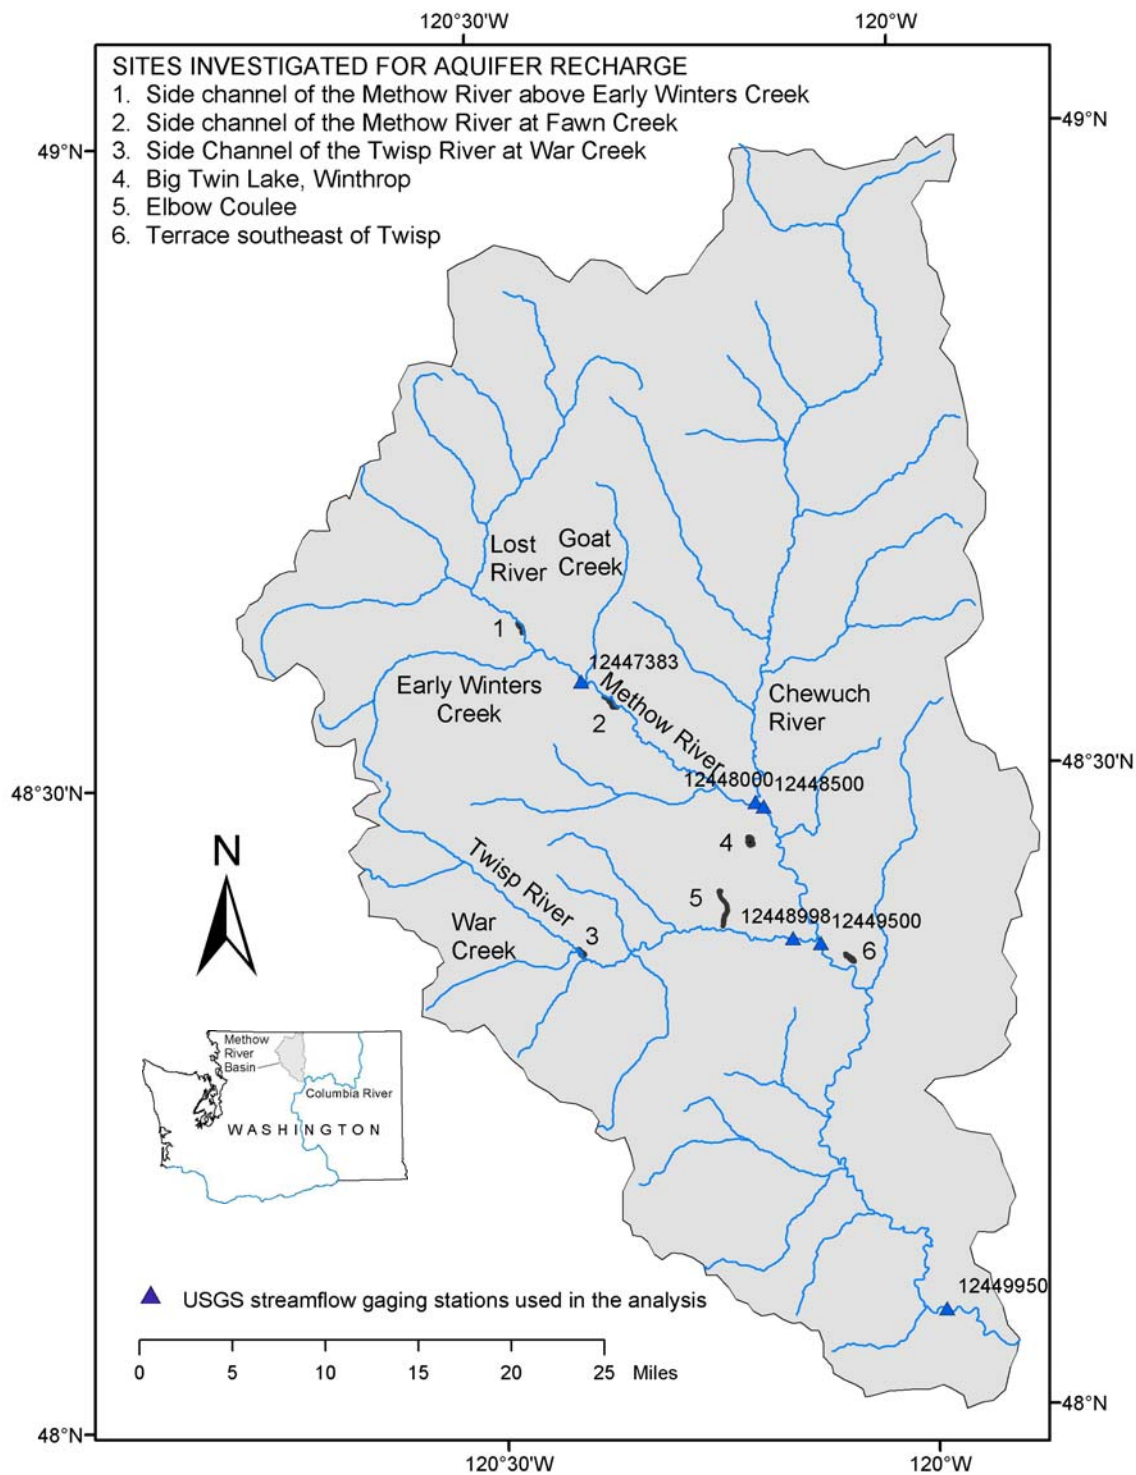 120°30'W
120°W
SITES INVESTIGATED FOR AQUIFER RECHARGE
1. Side channel of the Methow River above Early Winters Creek
2. Side channel of the Methow River at Fawn Creek
3. Side Channel of the Twisp River at War Creek
4. Big Twin Lake, Winthrop
5. Elbow Coulee
6. Terrace southeast of Twisp
49°N
49°N
Lost
River
Goat
Creek
1
12447383
Early Winters
Creek
2
Methow River
Chewuch
River
12448000
12448500
48°30'N
48°30'N
4
N
Twisp River
5
12448998
12449500
War
Creek
3
6
Methow
River
Basin
Columbia River
WASHINGTON
12449950
USGS streamflow gaging stations used in the analysis
0 5 10 15 20 25 Miles
48°N
48°N
120°30'W
120°W